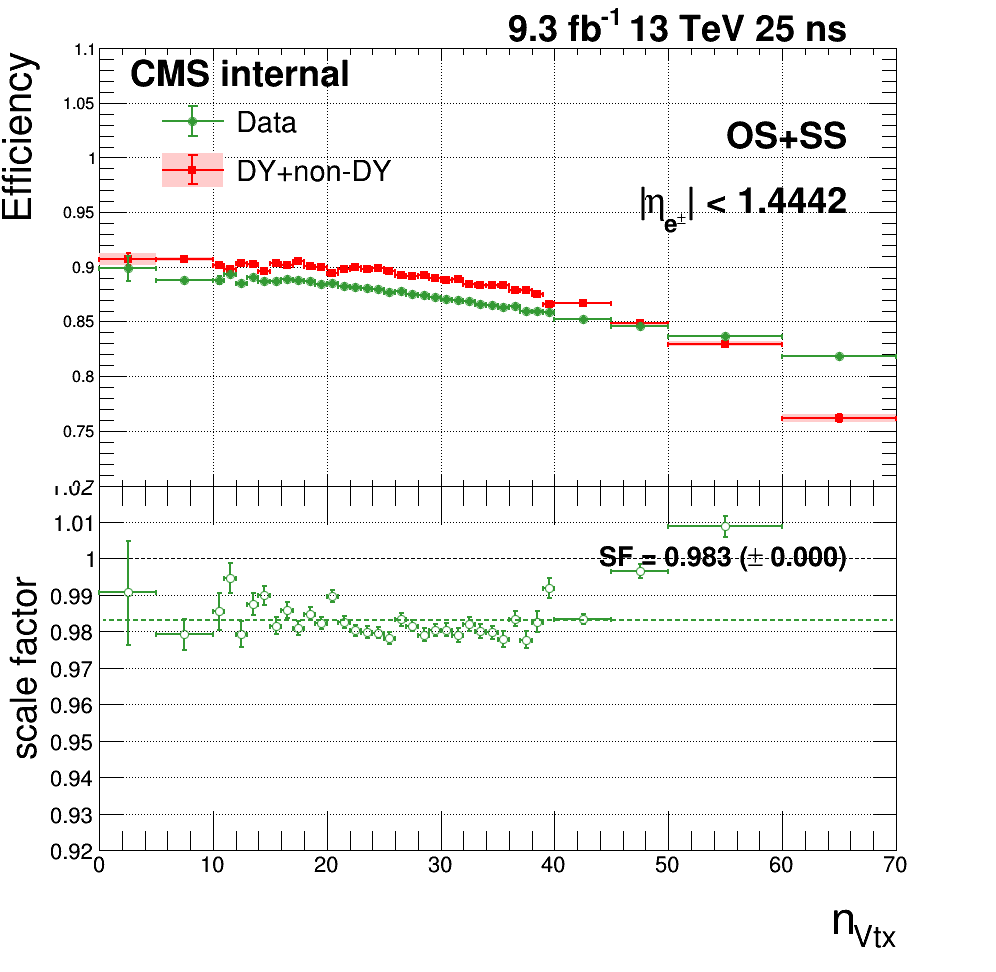 9.3 fb⁻¹ 13 TeV 25 ns
Efficiency
1.1
1.05
1
0.95
0.9
0.85
0.8
0.75
CMS internal
Data
DY+non-DY
OS+SS
|η_e±| < 1.4442
scale factor
1.02
1.01
1
0.99
0.98
0.97
0.96
0.95
0.94
0.93
0.92
SF = 0.983 (± 0.000)
0 10 20 30 40 50 60 70
n_Vtx